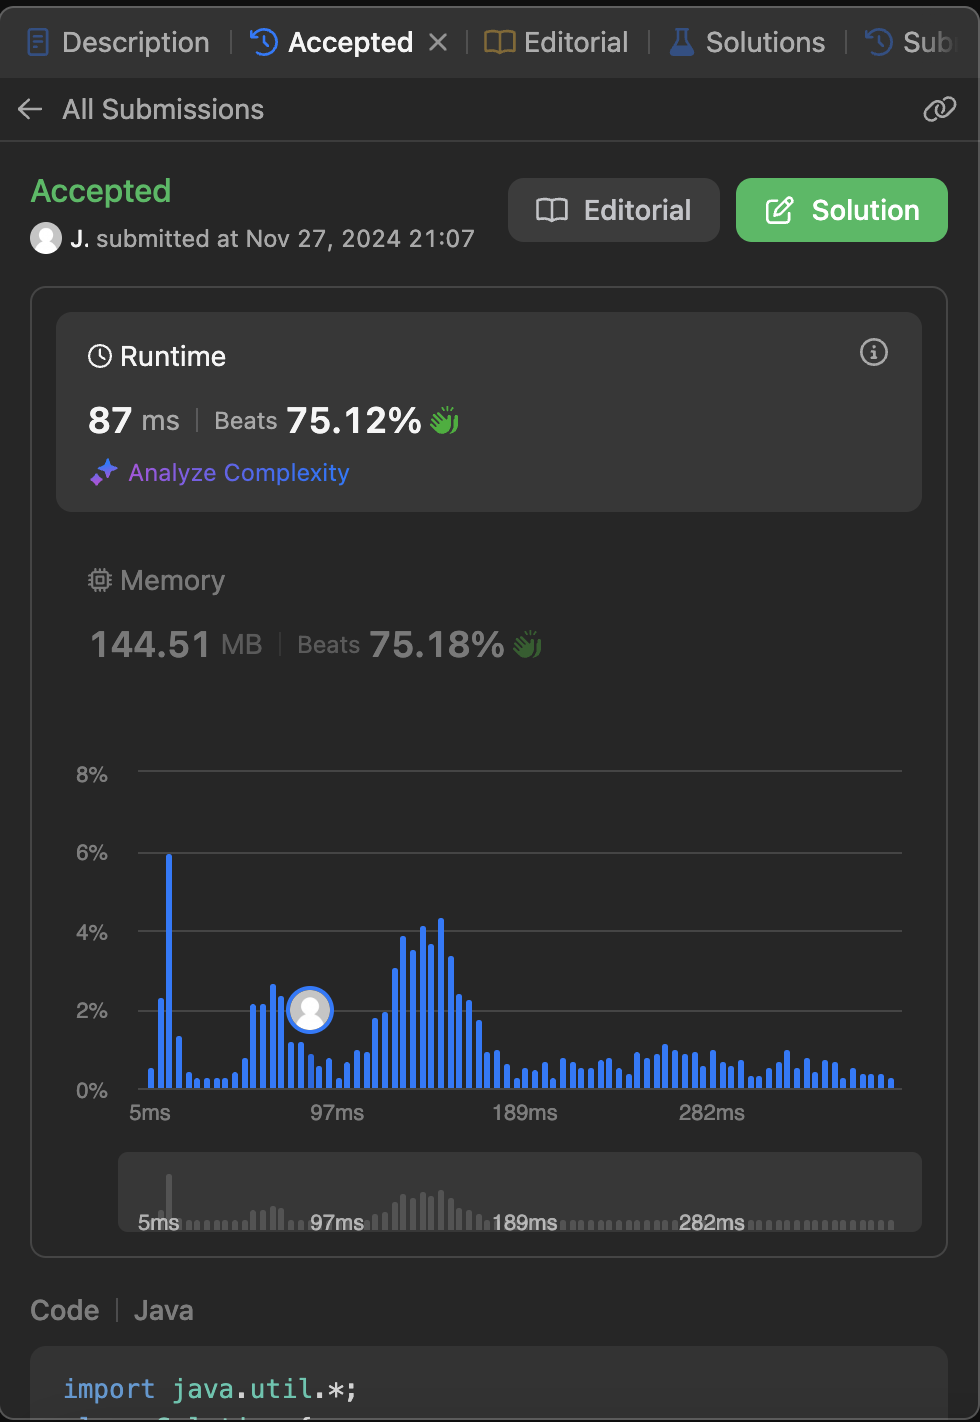 Description | Accepted × | Editorial | Solutions | Sub
← All Submissions
Accepted
Editorial
Solution
J. submitted at Nov 27, 2024 21:07
Runtime
87 ms | Beats 75.12%
Analyze Complexity
Memory
144.51 MB | Beats 75.18%
8%
6%
4%
2%
0%
5ms 97ms 189ms 282ms
5ms 97ms 189ms 282ms
Code | Java
import java.util.*;